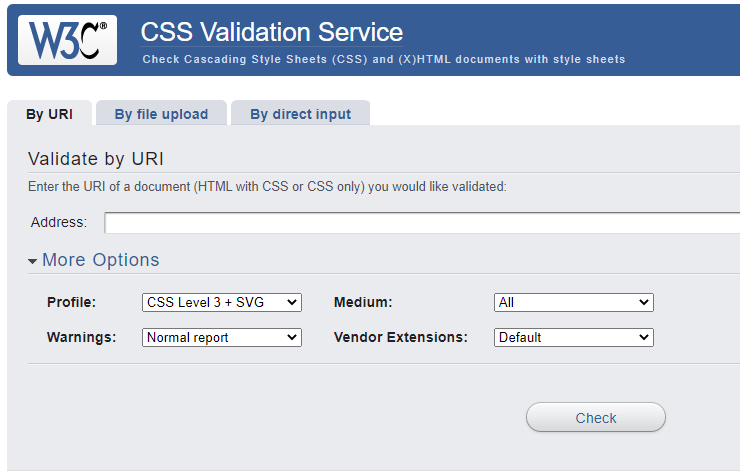 W3C® CSS Validation Service
Check Cascading Style Sheets (CSS) and (X)HTML documents with style sheets
By URI By file upload By direct input
Validate by URI
Enter the URI of a document (HTML with CSS or CSS only) you would like validated:
Address:
More Options
Profile: CSS Level 3 + SVG Medium: All
Warnings: Normal report Vendor Extensions: Default
Check